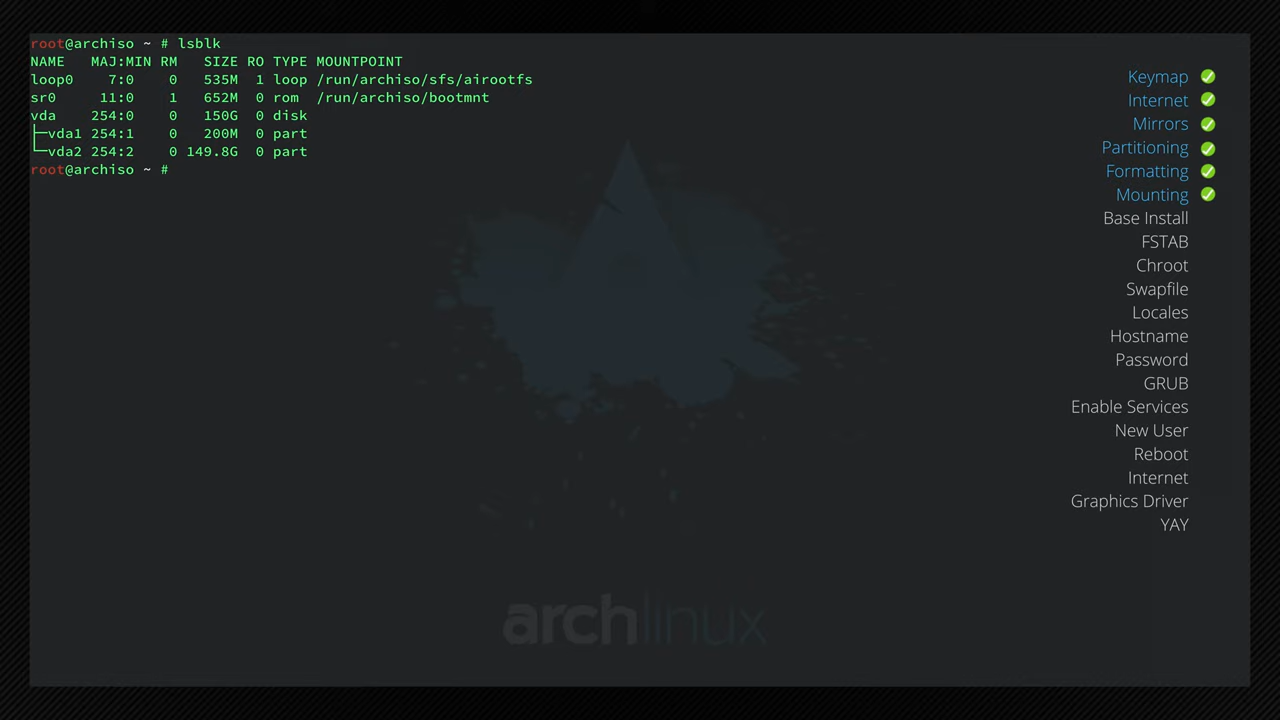 root@archiso ~ # lsblk
NAME   MAJ:MIN RM   SIZE RO TYPE MOUNTPOINT
loop0    7:0    0   535M  1 loop /run/archiso/sfs/airootfs
sr0     11:0    1   652M  0 rom  /run/archiso/bootmnt
vda    254:0    0   150G  0 disk
├─vda1 254:1    0   200M  0 part
└─vda2 254:2    0 149.8G  0 part
root@archiso ~ #
Keymap
Internet
Mirrors
Partitioning
Formatting
Mounting
Base Install
FSTAB
Chroot
Swapfile
Locales
Hostname
Password
GRUB
Enable Services
New User
Reboot
Internet
Graphics Driver
YAY
archlinux